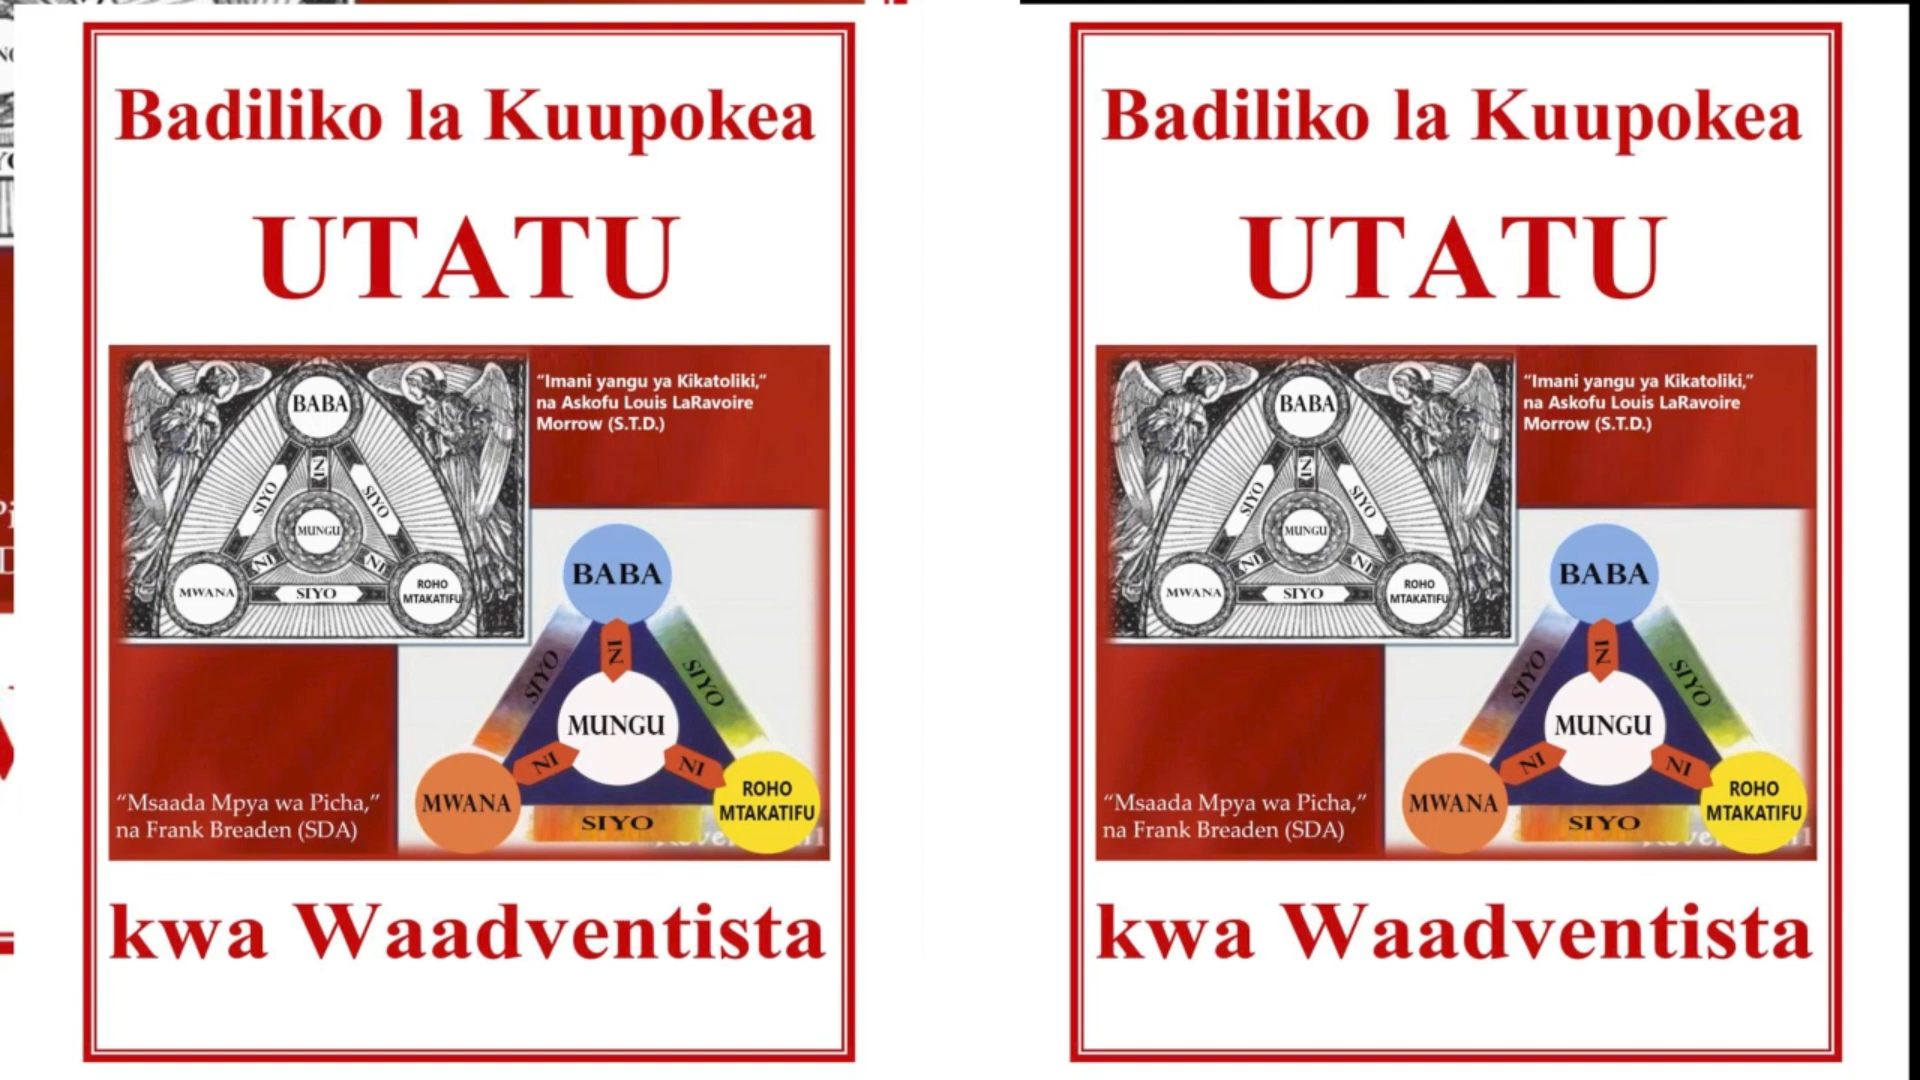 Badiliko la Kuupokea
UTATU
BABA
"Imani yangu ya Kikatoliki,"
na Askofu Louis LaRavoire
Morrow (S.T.D.)
NI
SIYO
SIYO
MUNGU
NI
NI
MWANA
SIYO
ROHO
MTAKATIFU
BABA
NI
SIYO
SIYO
MUNGU
NI
NI
MWANA
SIYO
ROHO
MTAKATIFU
"Msaada Mpya wa Picha,"
na Frank Breaden (SDA)
kwa Waadventista
Badiliko la Kuupokea
UTATU
BABA
"Imani yangu ya Kikatoliki,"
na Askofu Louis LaRavoire
Morrow (S.T.D.)
NI
SIYO
SIYO
MUNGU
NI
NI
MWANA
SIYO
ROHO
MTAKATIFU
BABA
NI
SIYO
SIYO
MUNGU
NI
NI
MWANA
SIYO
ROHO
MTAKATIFU
"Msaada Mpya wa Picha,"
na Frank Breaden (SDA)
kwa Waadventista